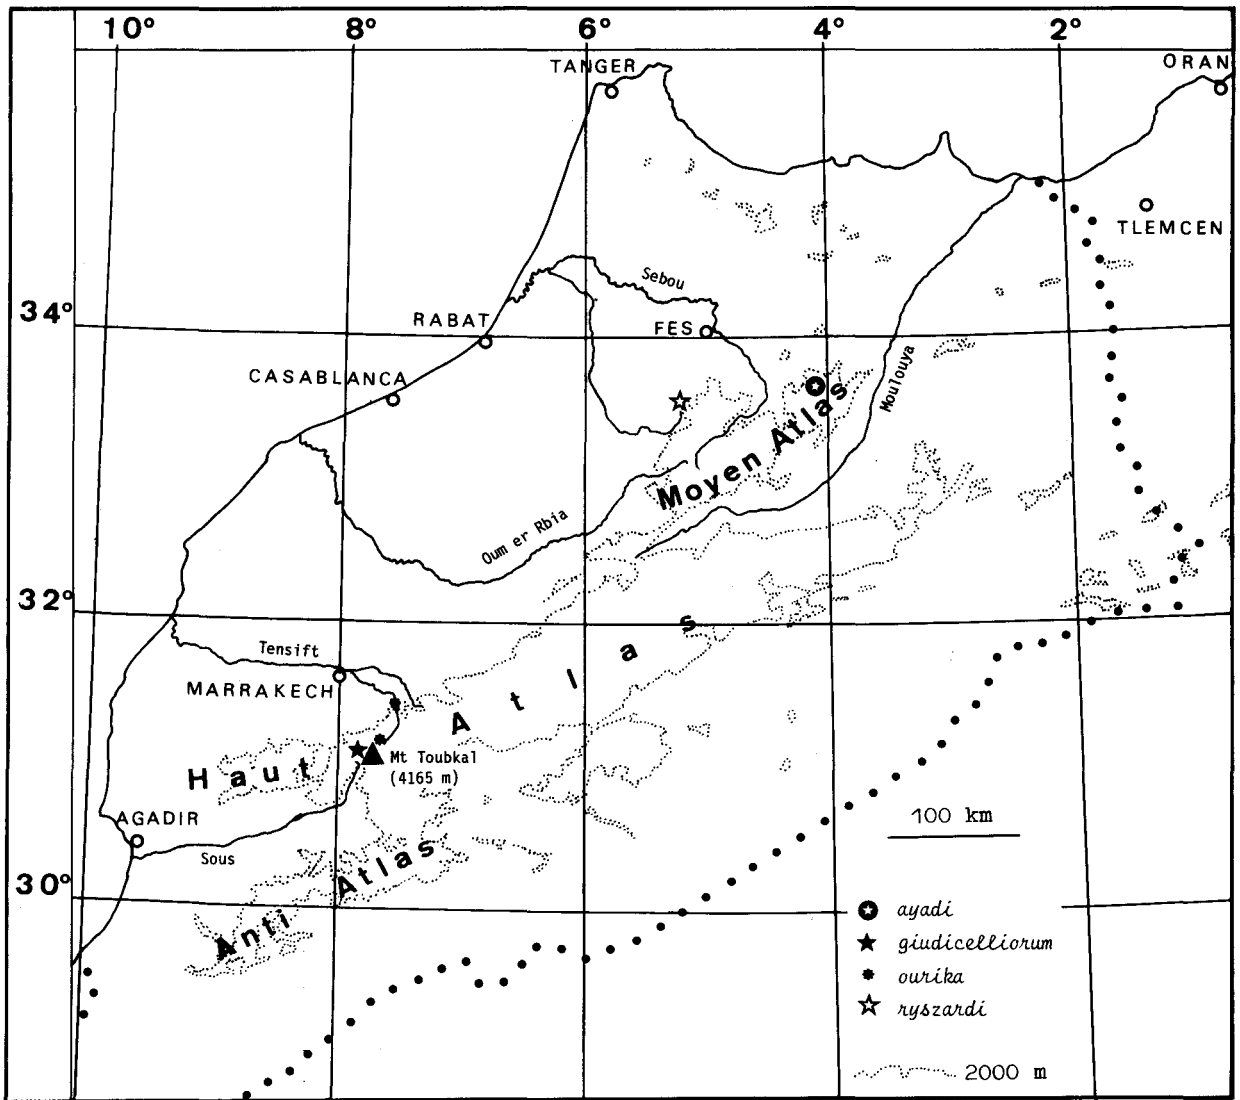 10° 8° 6° 4° 2°
TANGER
ORAN
TLEMCEN
Sebou
34°
RABAT
FES
CASABLANCA
Moulouya
Moyen Atlas
Oum er Rbia
32°
Tensift
MARRAKECH
Haut Atlas
Mt Toubkal
(4165 m)
AGADIR
100 km
Sous
30°
Anti Atlas
ayadi
giudicelliorum
ourika
ryszardi
2000 m